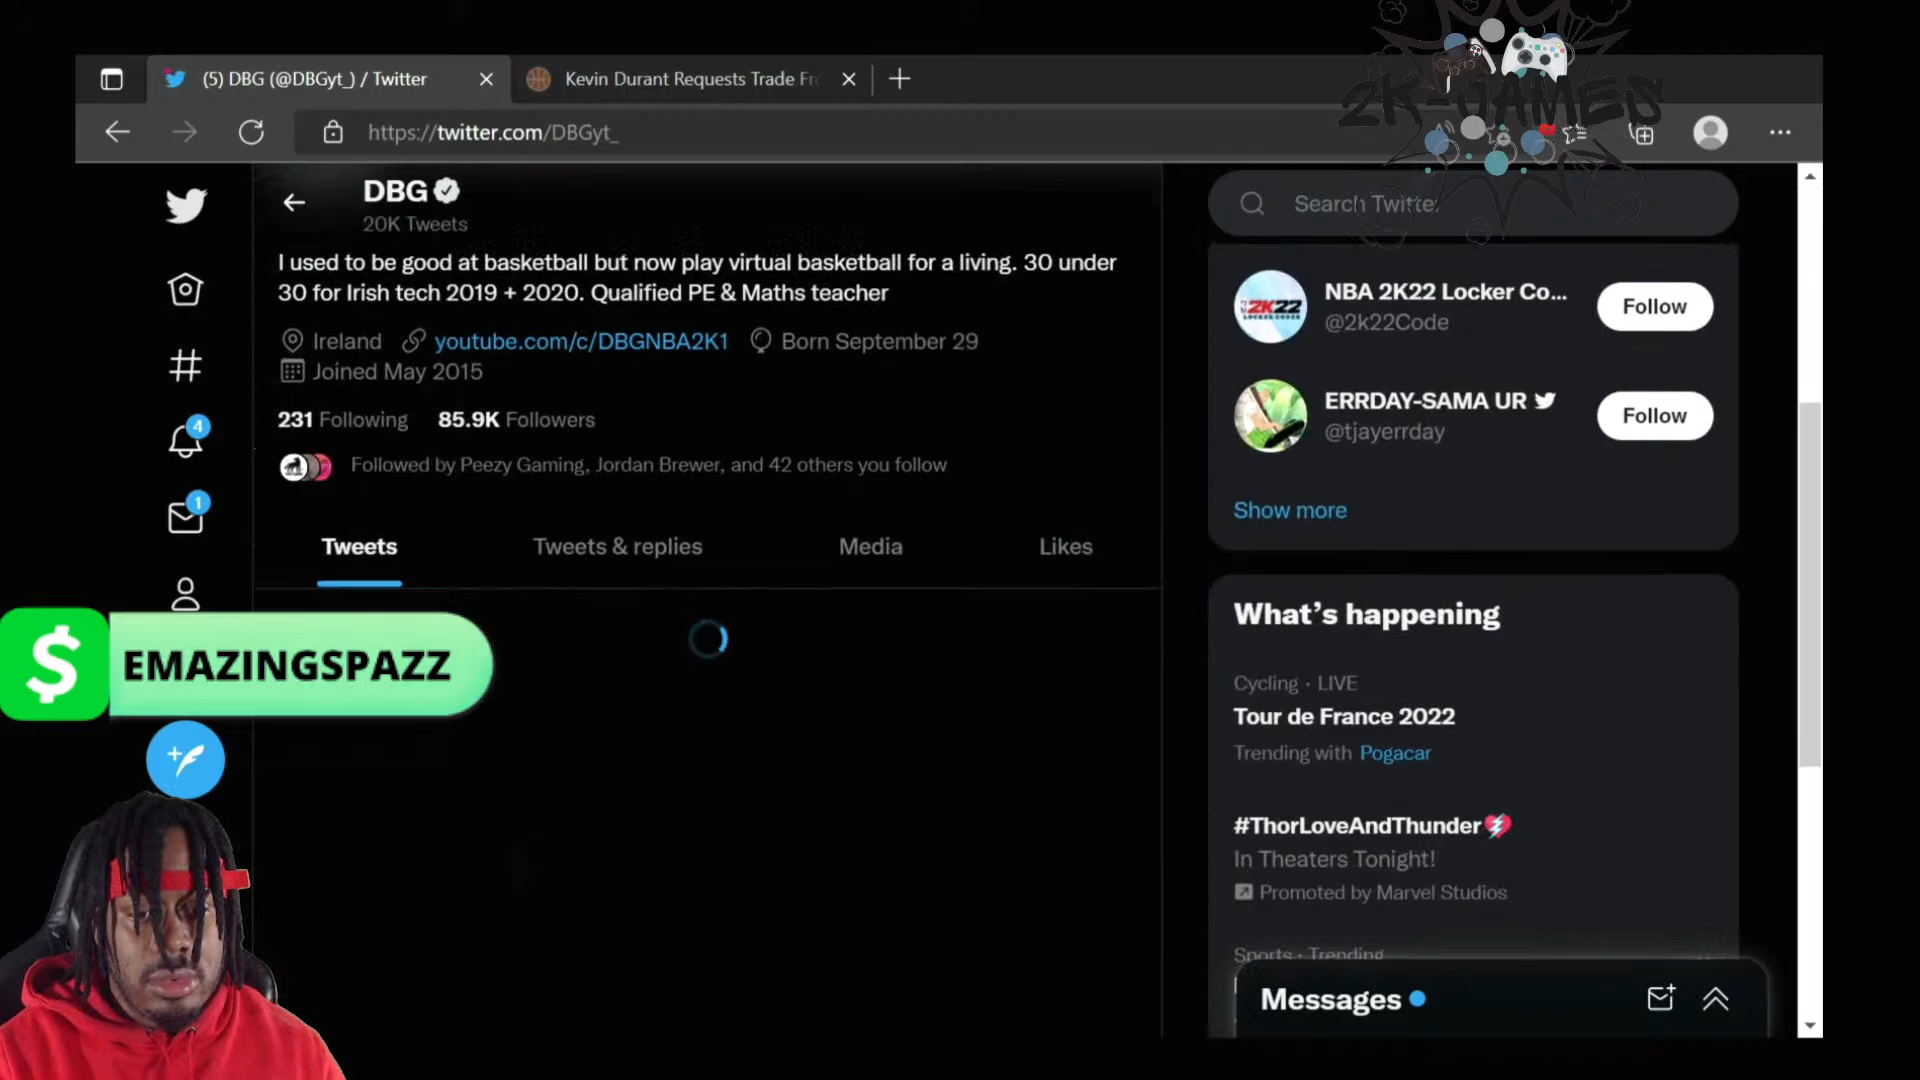 (5) DBG (@DBGyt_) / Twitter
Kevin Durant Requests Trade Fr
2K-GAMES
https://twitter.com/DBGyt_
DBG
20K Tweets
I used to be good at basketball but now play virtual basketball for a living. 30 under
30 for Irish tech 2019 + 2020. Qualified PE & Maths teacher
Ireland youtube.com/c/DBGNBA2K1 Born September 29
Joined May 2015
231 Following 85.9K Followers
Followed by Peezy Gaming, Jordan Brewer, and 42 others you follow
Tweets Tweets & replies Media Likes
4
1
$ EMAZINGSPAZZ
Search Twitter
2K22
NBA 2K22 Locker Co...
@2k22Code
Follow
ERRDAY-SAMA UR
@tjayerrday
Follow
Show more
What's happening
Cycling · LIVE
Tour de France 2022
Trending with Pogacar
#ThorLoveAndThunder
In Theaters Tonight!
Promoted by Marvel Studios
Sports · Trending
Messages